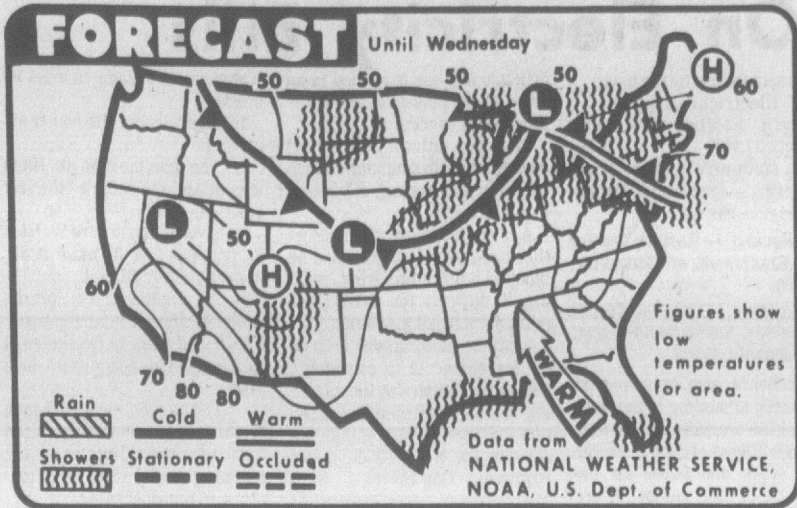 FORECAST
Until Wednesday
50 50 50 50
H 60
L
70
L
50
L
H
60
70 80 80
Figures show
low
temperatures
for area.
WARM
Rain Cold Warm
Showers Stationary Occluded
Data from
NATIONAL WEATHER SERVICE,
NOAA, U.S. Dept. of Commerce